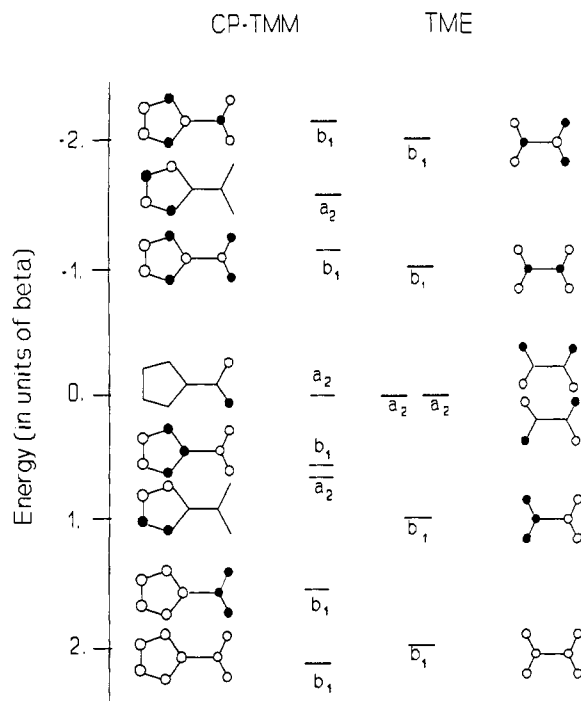 CP-TMM TME
-2.
b₁
b₁
a₂
-1.
b₁
b₁
a₂
0.
a₂ a₂
b₁
a₂
1.
b₁
b₁
2.
b₁
b₁
Energy (in units of beta)